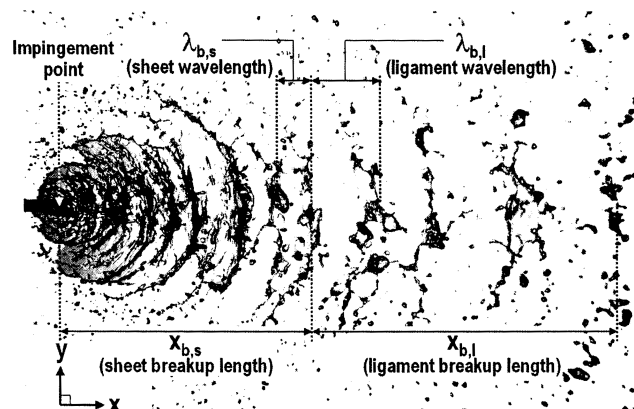 Impingement
point
λb,s
(sheet wavelength)
λb,l
(ligament wavelength)
xb,s
(sheet breakup length)
xb,l
(ligament breakup length)
y
x